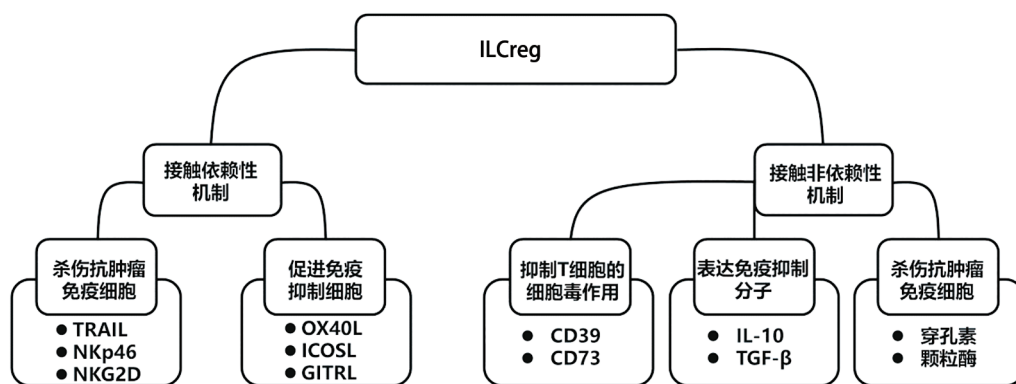 ILCreg
接触依赖性
机制
接触非依赖性
机制
杀伤抗肿瘤
免疫细胞
TRAIL
NKp46
NKG2D
促进免疫
抑制细胞
OX40L
ICOSL
GITRL
抑制T细胞的
细胞毒作用
CD39
CD73
表达免疫抑制
分子
IL-10
TGF-β
杀伤抗肿瘤
免疫细胞
穿孔素
颗粒酶